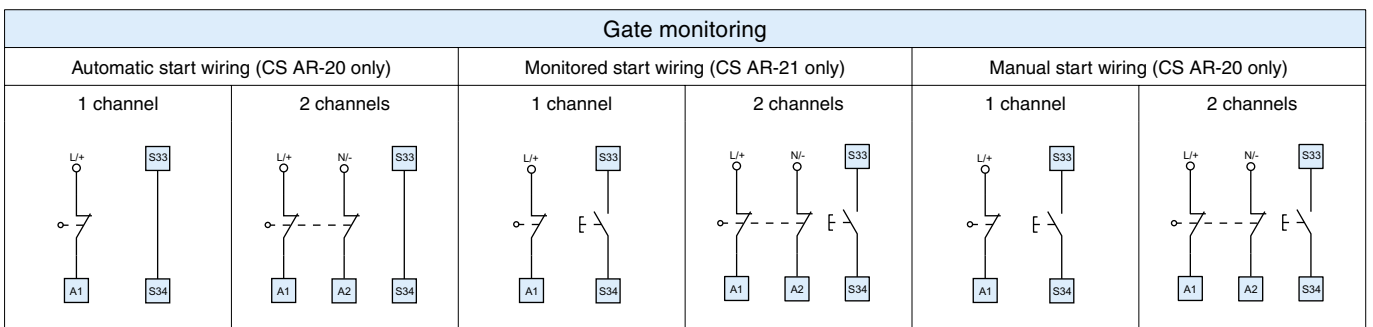 Gate monitoring
Automatic start wiring (CS AR-20 only)
Monitored start wiring (CS AR-21 only)
Manual start wiring (CS AR-20 only)
1 channel
2 channels
1 channel
2 channels
1 channel
2 channels
L/+
S33
L/+
N/-
S33
L/+
S33
L/+
N/-
S33
L/+
S33
L/+
N/-
S33
A1
S34
A1
A2
S34
A1
S34
A1
A2
S34
A1
S34
A1
A2
S34